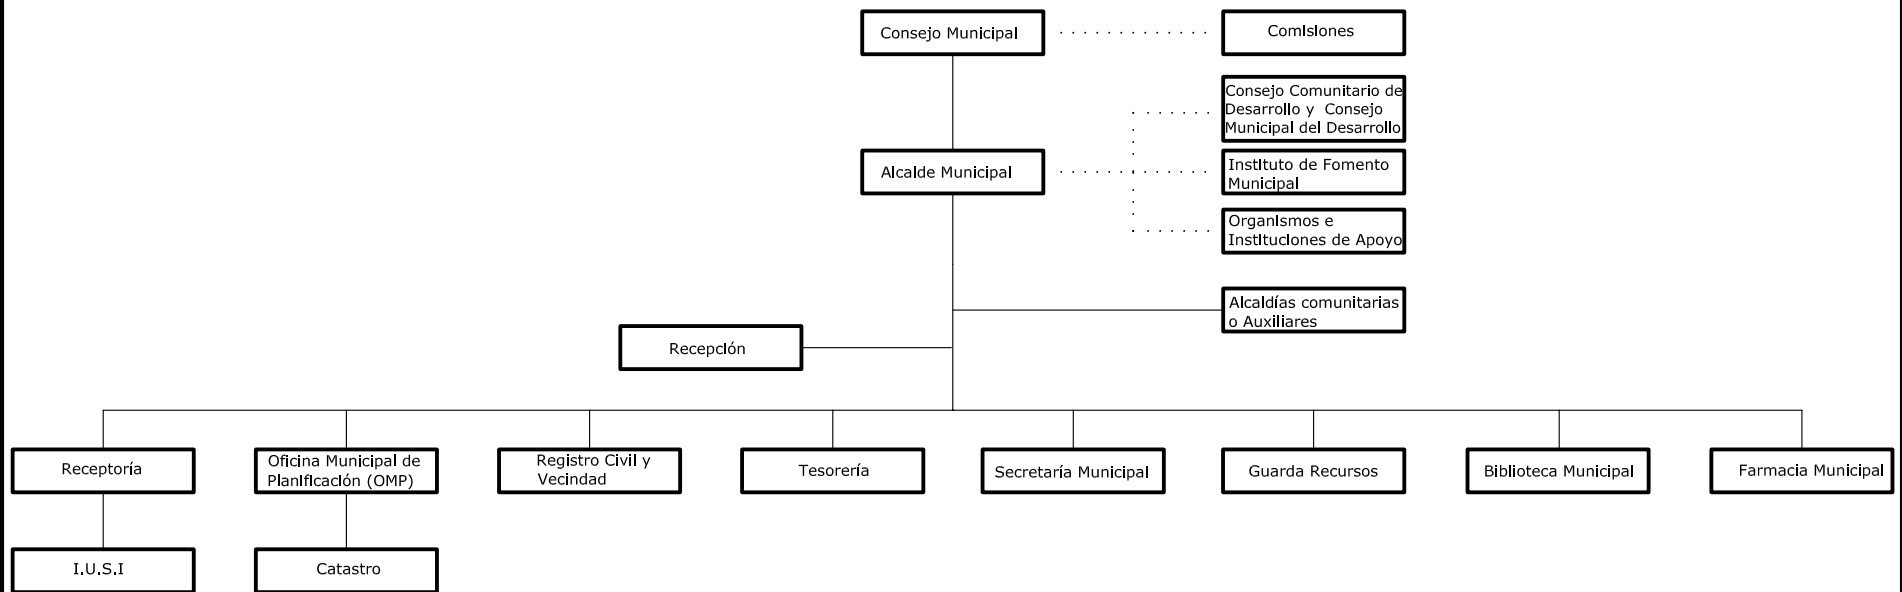 Consejo Municipal
Comisiones
Consejo Comunitario de
Desarrollo y Consejo
Municipal del Desarrollo
Alcalde Municipal
Instituto de Fomento
Municipal
Organismos e
Instituciones de Apoyo
Alcaldías comunitarias
o Auxiliares
Recepción
Receptoría
Oficina Municipal de
Planificación (OMP)
Registro Civil y
Vecindad
Tesorería
Secretaría Municipal
Guarda Recursos
Biblioteca Municipal
Farmacia Municipal
I.U.S.I
Catastro